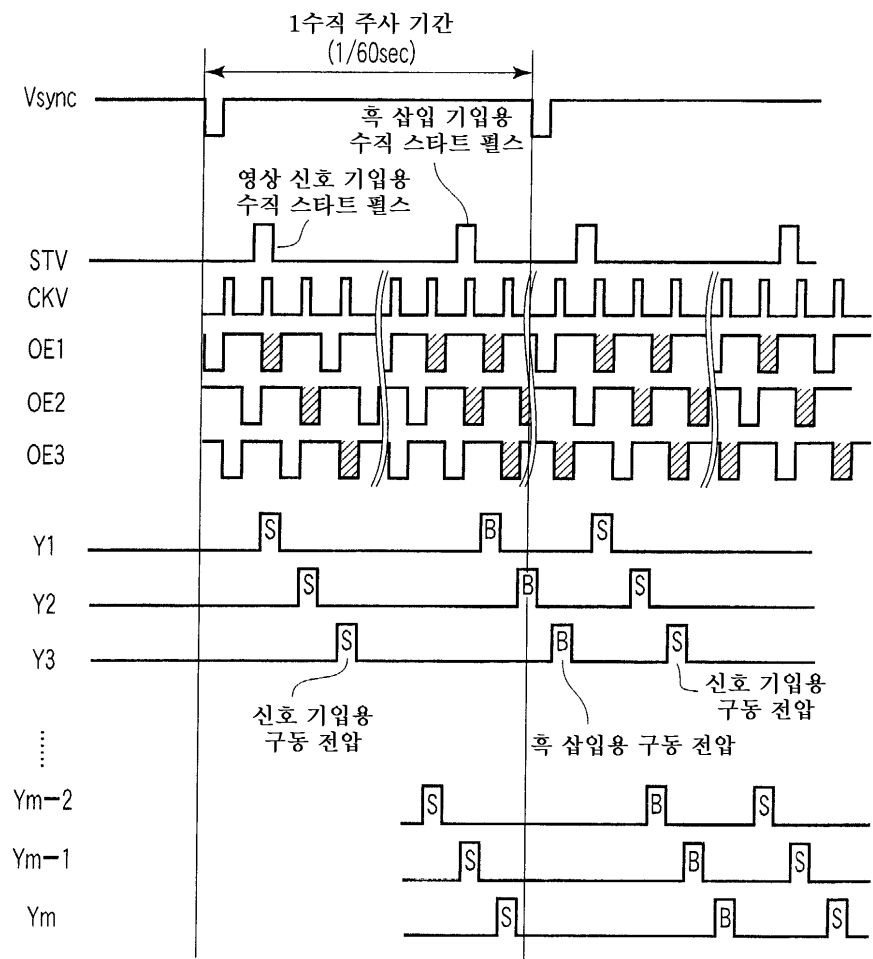 1수직 주사 기간
(1/60sec)
Vsync
흑 삽입 기입용
수직 스타트 펄스
영상 신호 기입용
수직 스타트 펄스
STV
CKV
OE1
OE2
OE3
Y1
S
B
S
Y2
S
B
S
Y3
S
B
S
신호 기입용
구동 전압
신호 기입용
구동 전압
흑 삽입용 구동 전압
Ym-2
S
B
S
Ym-1
S
B
S
Ym
S
B
S